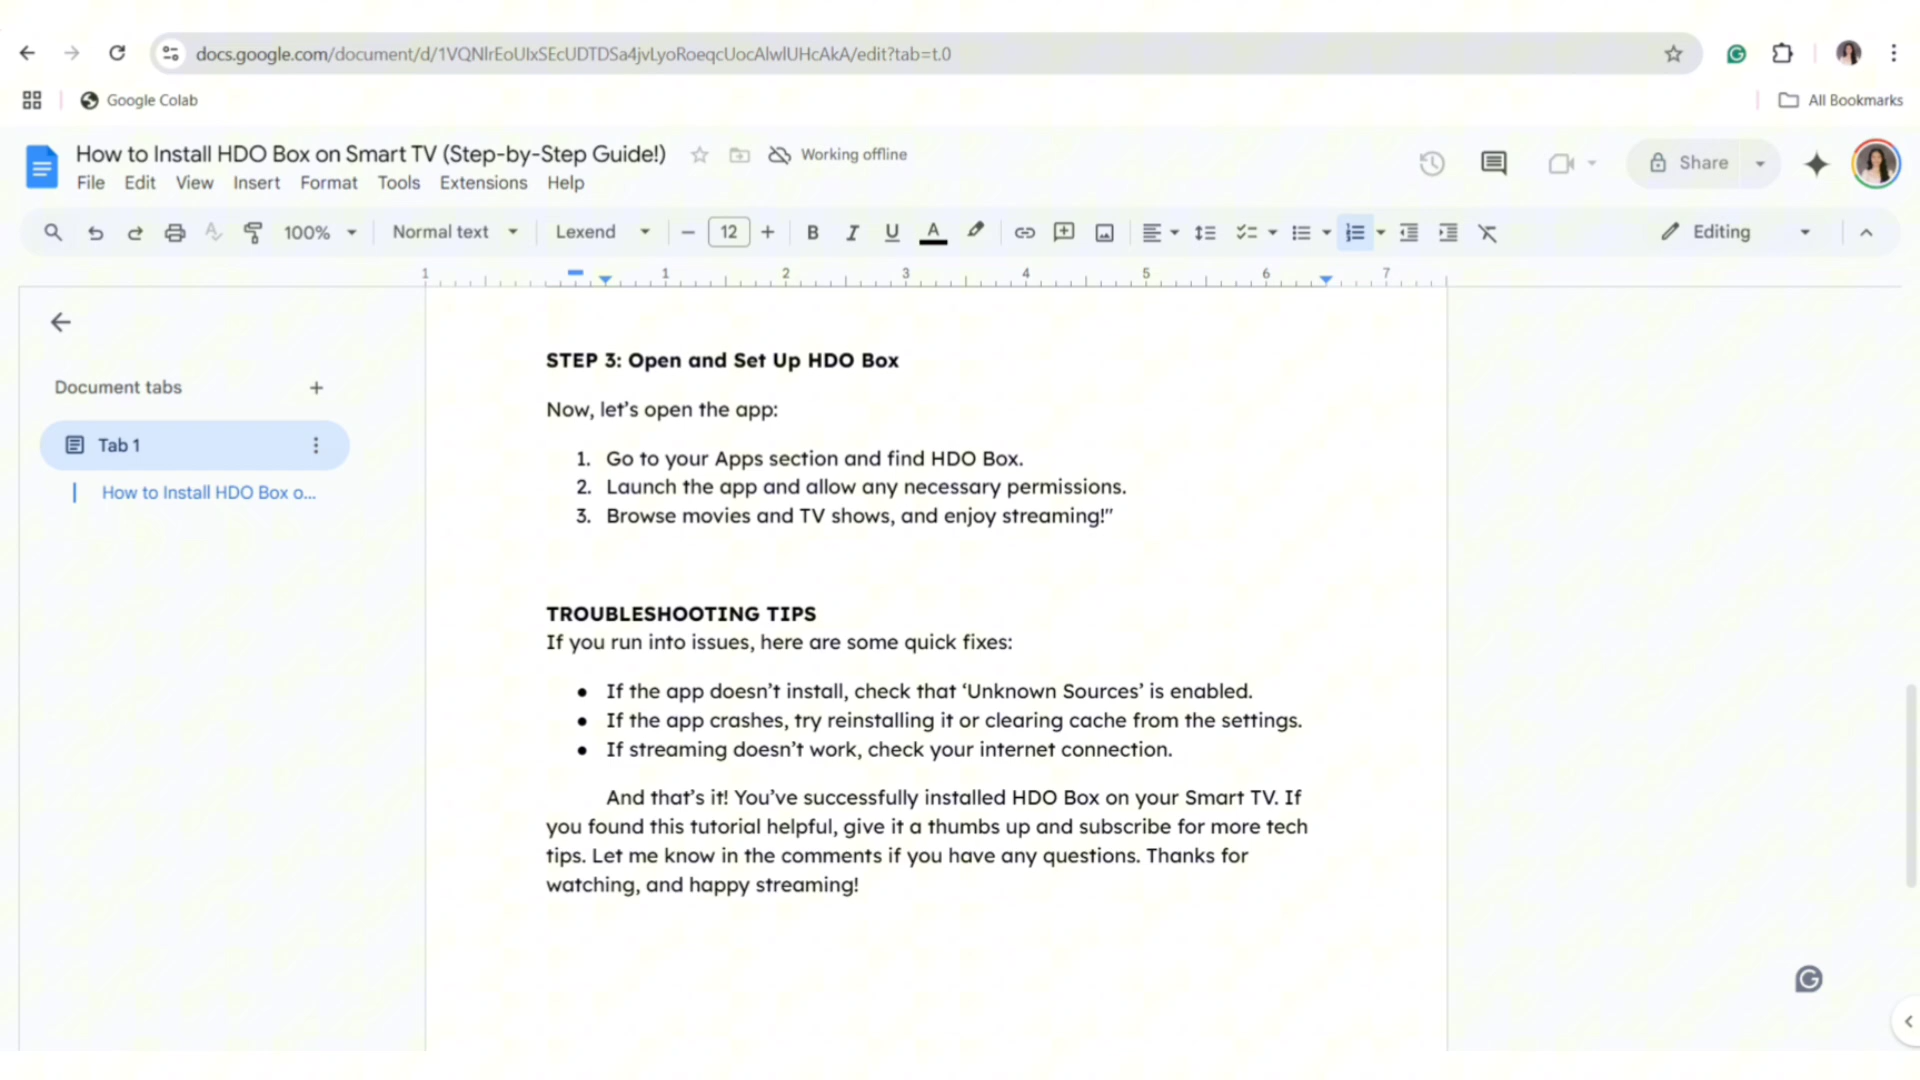 docs.google.com/document/d/1VQNlrEoUIxSEcUDTDSa4jvLyoRoeqcUocAlwlUHcAkA/edit?tab=t.0
Google Colab
All Bookmarks
How to Install HDO Box on Smart TV (Step-by-Step Guide!)
Working offline
Share
File Edit View Insert Format Tools Extensions Help
100% Normal text Lexend 12 B I U A Editing
1 1 2 3 4 5 6 7
Document tabs
Tab 1
How to Install HDO Box o...
STEP 3: Open and Set Up HDO Box
Now, let’s open the app:
1. Go to your Apps section and find HDO Box.
2. Launch the app and allow any necessary permissions.
3. Browse movies and TV shows, and enjoy streaming!"
TROUBLESHOOTING TIPS
If you run into issues, here are some quick fixes:
● If the app doesn’t install, check that ‘Unknown Sources’ is enabled.
● If the app crashes, try reinstalling it or clearing cache from the settings.
● If streaming doesn’t work, check your internet connection.
And that’s it! You’ve successfully installed HDO Box on your Smart TV. If
you found this tutorial helpful, give it a thumbs up and subscribe for more tech
tips. Let me know in the comments if you have any questions. Thanks for
watching, and happy streaming!